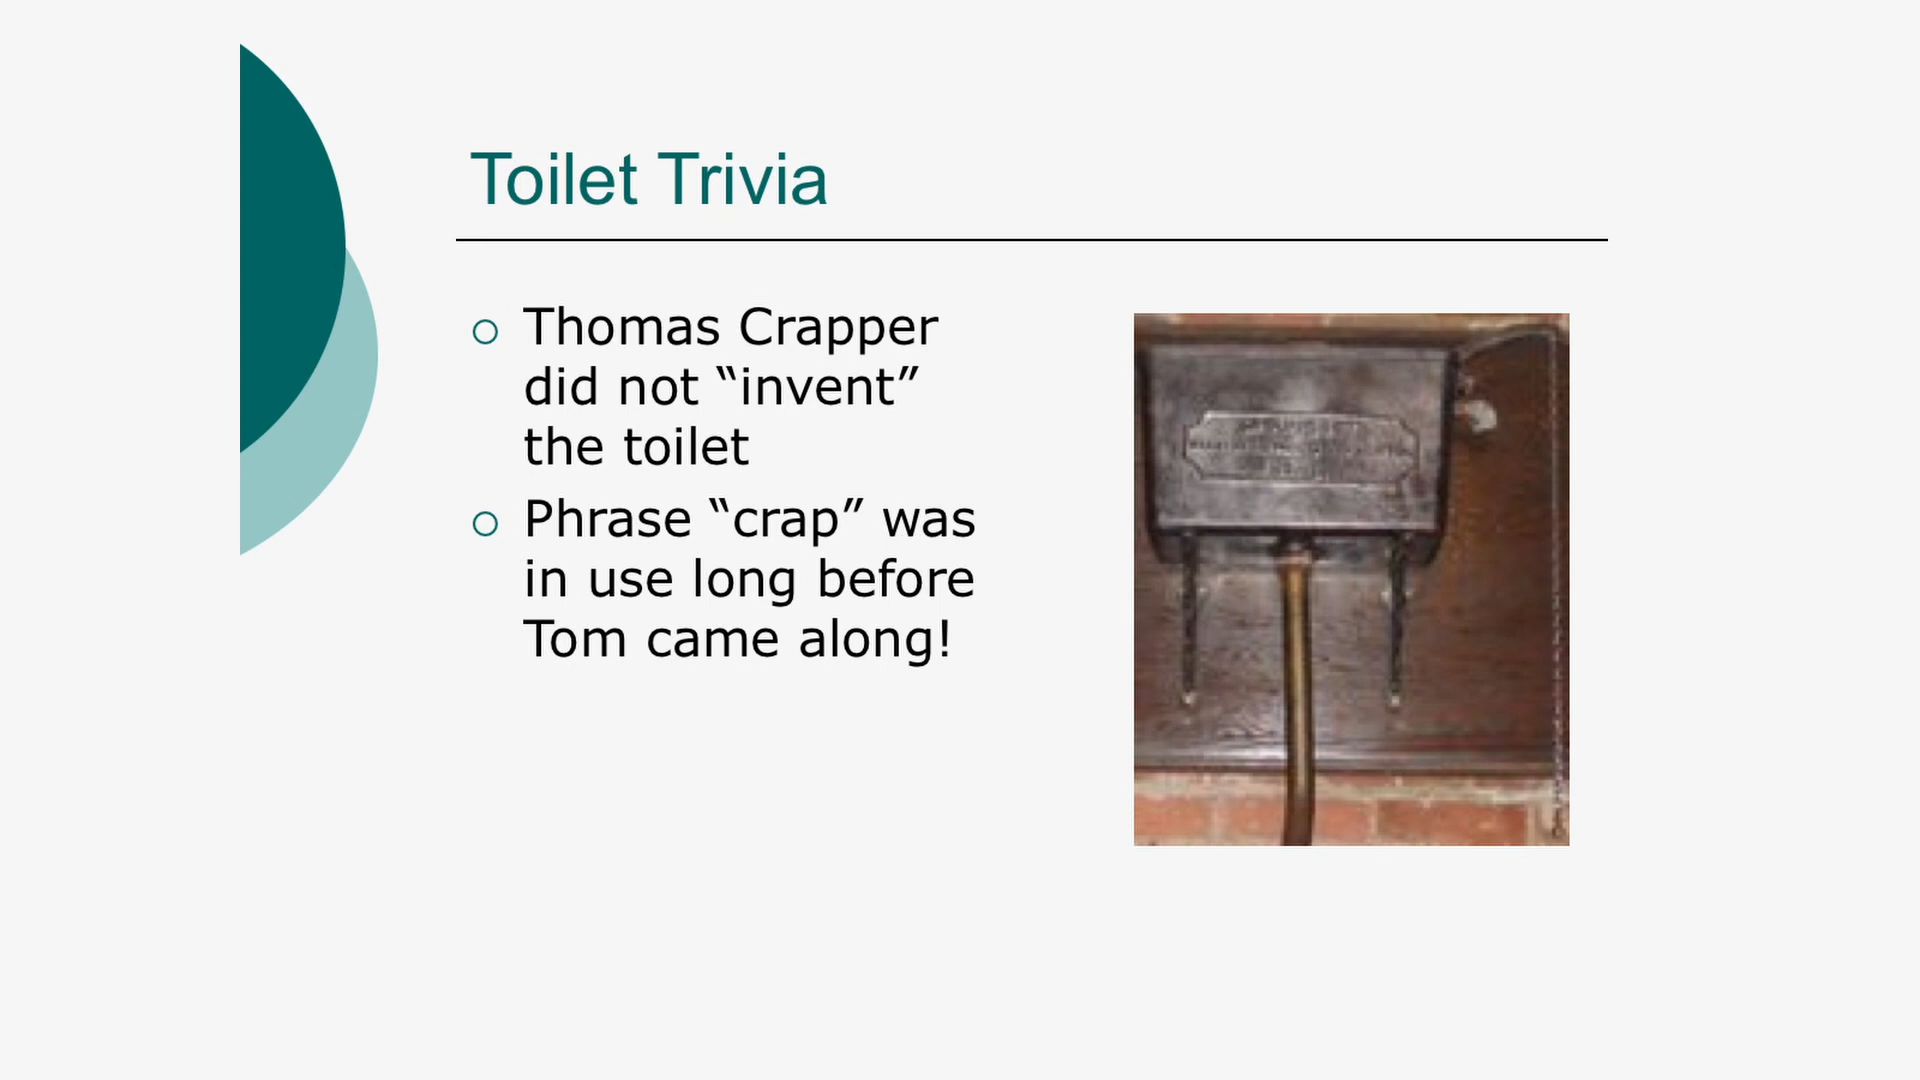 Toilet Trivia
Thomas Crapper
did not “invent”
the toilet
Phrase “crap” was
in use long before
Tom came along!